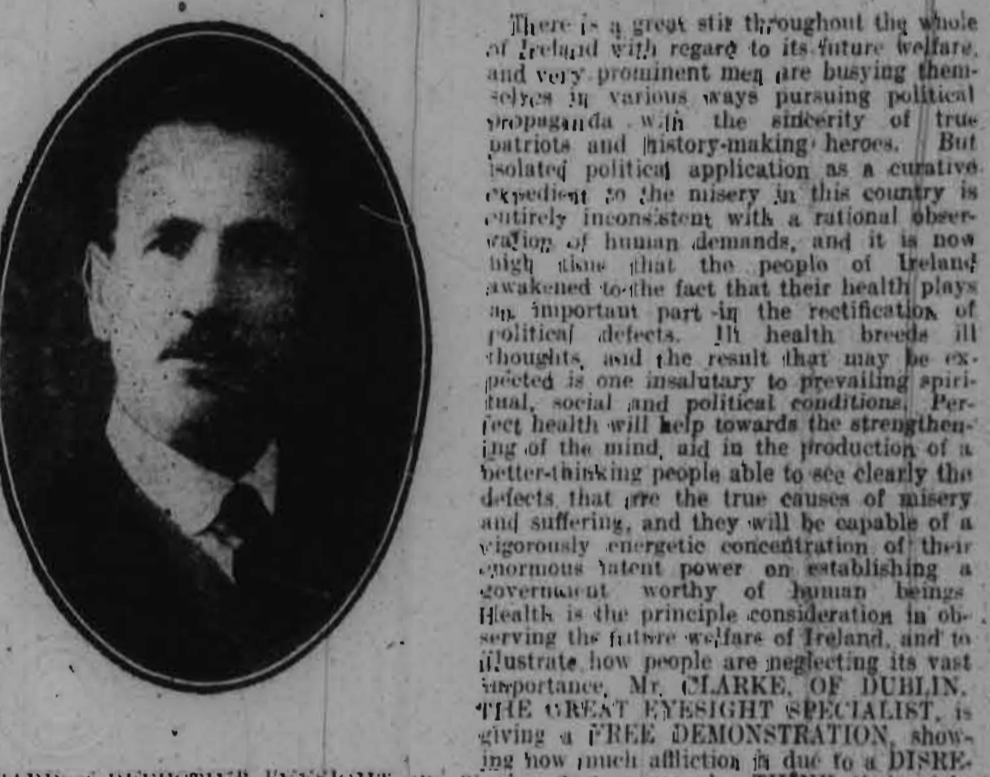 There is a great stir throughout the whole
of Ireland with regard to its future welfare,
and very prominent men are busying them-
selves in various ways pursuing political
propaganda with the sincerity of true
patriots and history-making heroes. But
isolated political application as a curative
expedient to the misery in this country is
entirely inconsistent with a rational obser-
vation of human demands, and it is now
high time that the people of Ireland
awakened to the fact that their health plays
an important part in the rectification of
political defects. Ill health breeds ill
thoughts, and the result that may be ex-
pected is one insalutary to prevailing spiri-
tual, social and political conditions. Per-
fect health will help towards the strengthen-
ing of the mind, aid in the production of a
better-thinking people able to see clearly the
defects that are the true causes of misery
and suffering, and they will be capable of a
vigorously energetic concentration of their
enormous latent power on establishing a
government worthy of human beings
Health is the principle consideration in ob-
serving the future welfare of Ireland, and to
illustrate how people are neglecting its vast
importance, Mr. CLARKE, OF DUBLIN,
THE GREAT EYESIGHT SPECIALIST, is
giving a FREE DEMONSTRATION, show-
ing how much affliction is due to a DISRE-